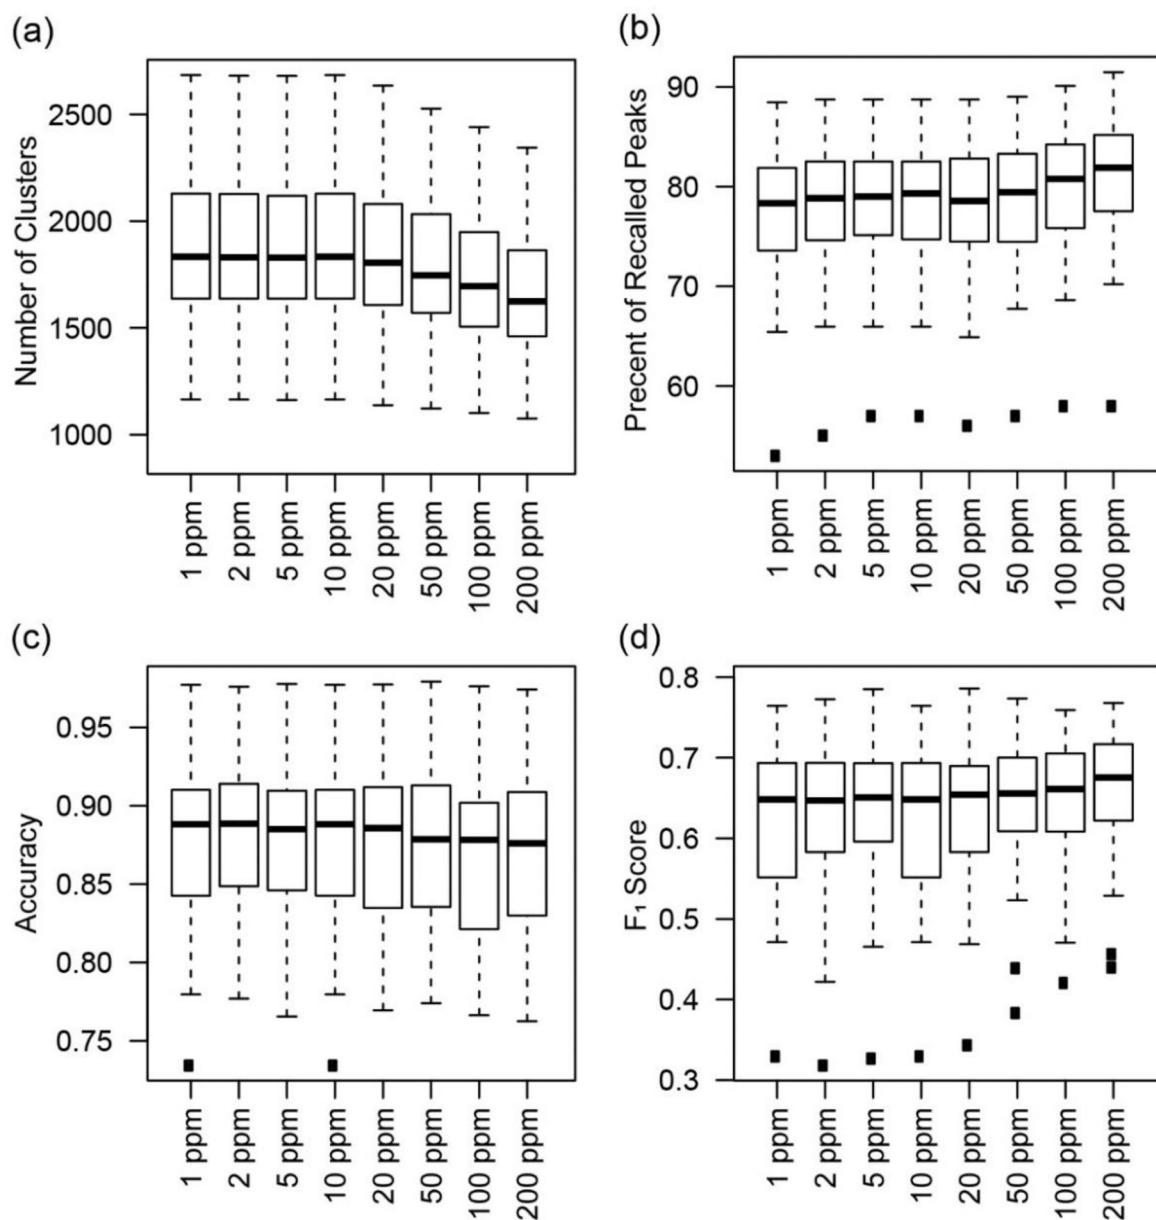 (a)
Number of Clusters
2500
2000
1500
1000
1 ppm
2 ppm
5 ppm
10 ppm
20 ppm
50 ppm
100 ppm
200 ppm
(b)
Precent of Recalled Peaks
90
80
70
60
1 ppm
2 ppm
5 ppm
10 ppm
20 ppm
50 ppm
100 ppm
200 ppm
(c)
Accuracy
0.95
0.90
0.85
0.80
0.75
1 ppm
2 ppm
5 ppm
10 ppm
20 ppm
50 ppm
100 ppm
200 ppm
(d)
F₁ Score
0.8
0.7
0.6
0.5
0.4
0.3
1 ppm
2 ppm
5 ppm
10 ppm
20 ppm
50 ppm
100 ppm
200 ppm